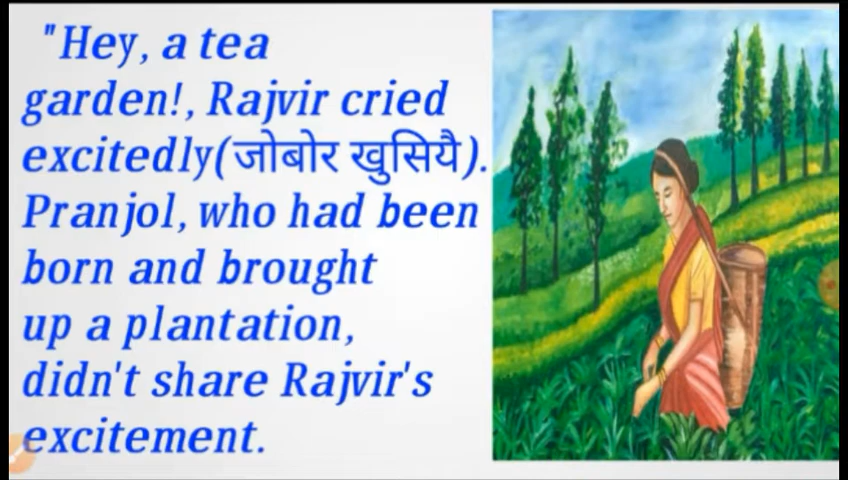 "Hey, a tea
garden!, Rajvir cried
excitedly(जोबोर खुसियै).
Pranjol, who had been
born and brought
up a plantation,
didn't share Rajvir's
excitement.